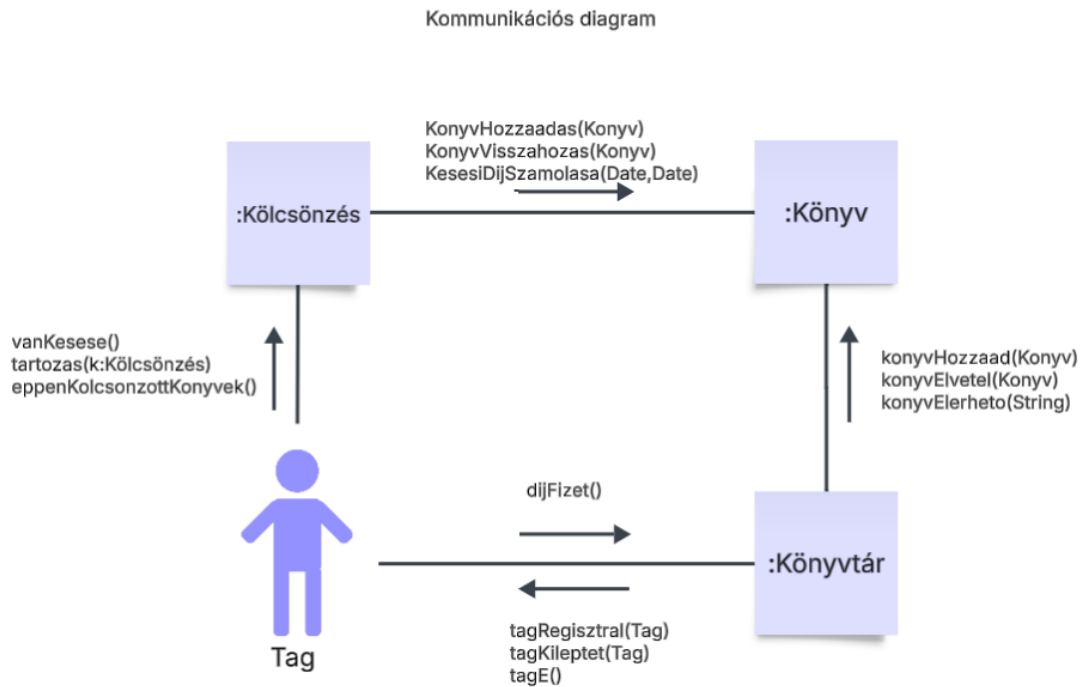 Kommunikációs diagram
KonyvHozzaadas(Konyv)
KonyvVisszahozas(Konyv)
KesesiDijSzamolasa(Date,Date)
:Kölcsönzés
:Könyv
vanKesese()
tartozas(k:Kölcsönzés)
eppenKolcsonzottKonyvek()
konyvHozzaad(Konyv)
konyvElvetel(Konyv)
konyvElerheto(String)
dijFizet()
:Könyvtár
tagRegisztral(Tag)
tagKileptet(Tag)
tagE()
Tag